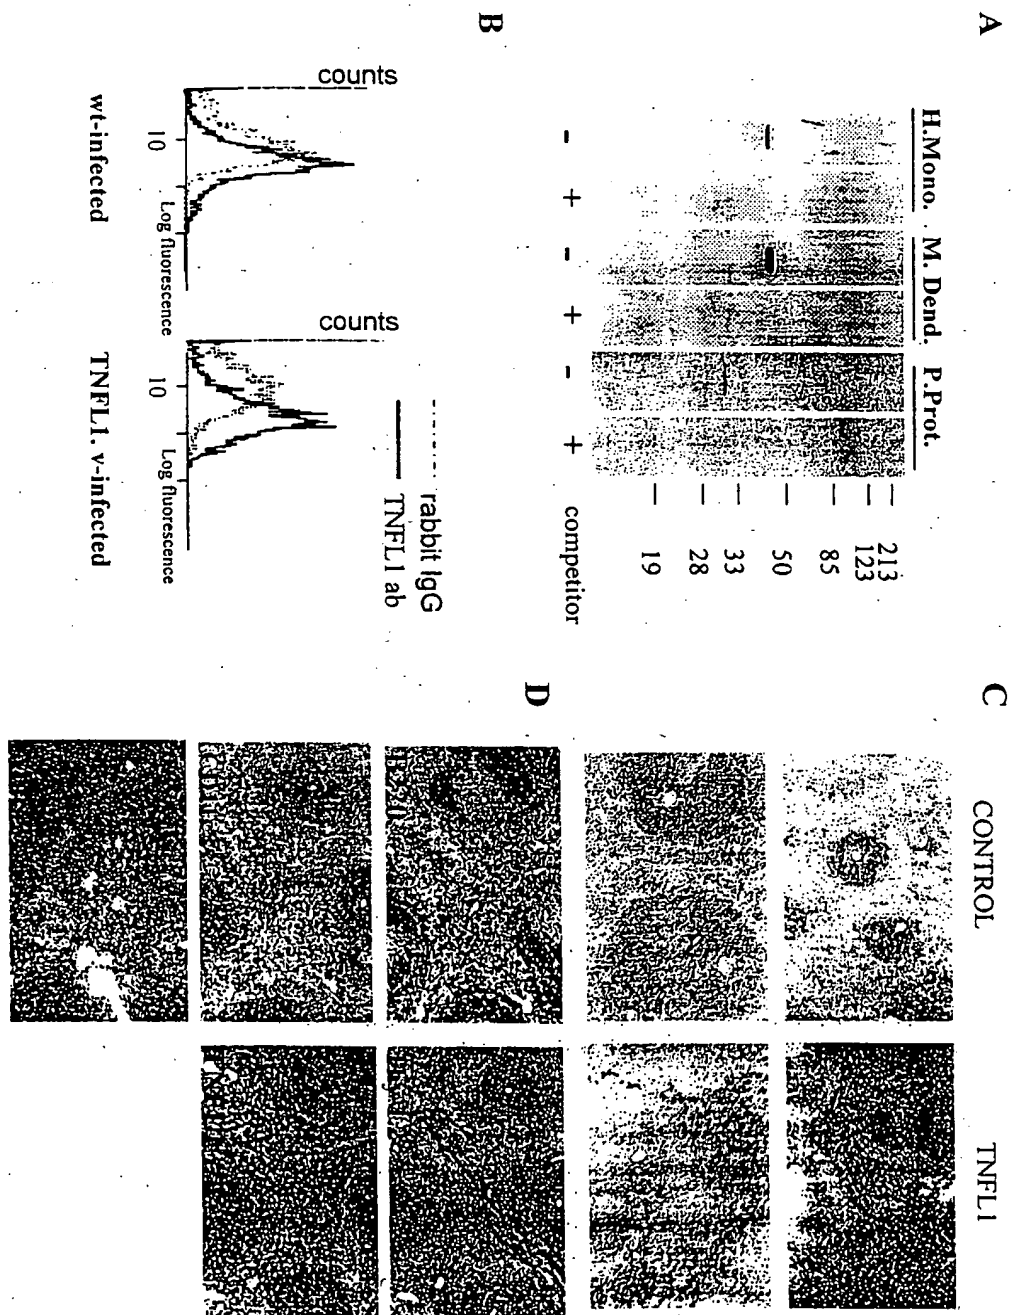 A
H.Mono. M. Dend. P.Prot.
213
123
85
50
33
28
19
- + - + - + competitor
B
counts
10
Log fluorescence
wt-infected
counts
10
Log fluorescence
TNFL1. v-infected
rabbit IgG
TNFL1 ab
C
CONTROL TNFL1
D